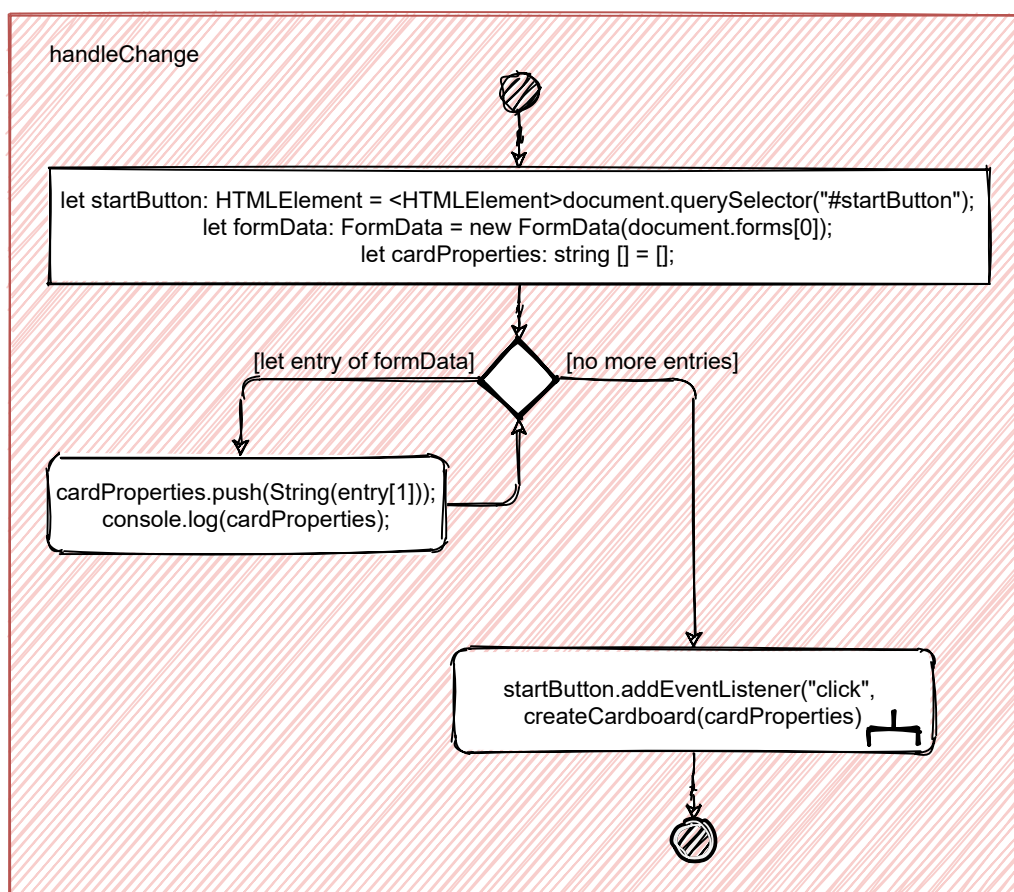 handleChange
let startButton: HTMLElement = <HTMLElement>document.querySelector("#startButton");
let formData: FormData = new FormData(document.forms[0]);
let cardProperties: string [] = [];
[let entry of formData]
[no more entries]
cardProperties.push(String(entry[1]));
console.log(cardProperties);
startButton.addEventListener("click",
createCardboard(cardProperties)